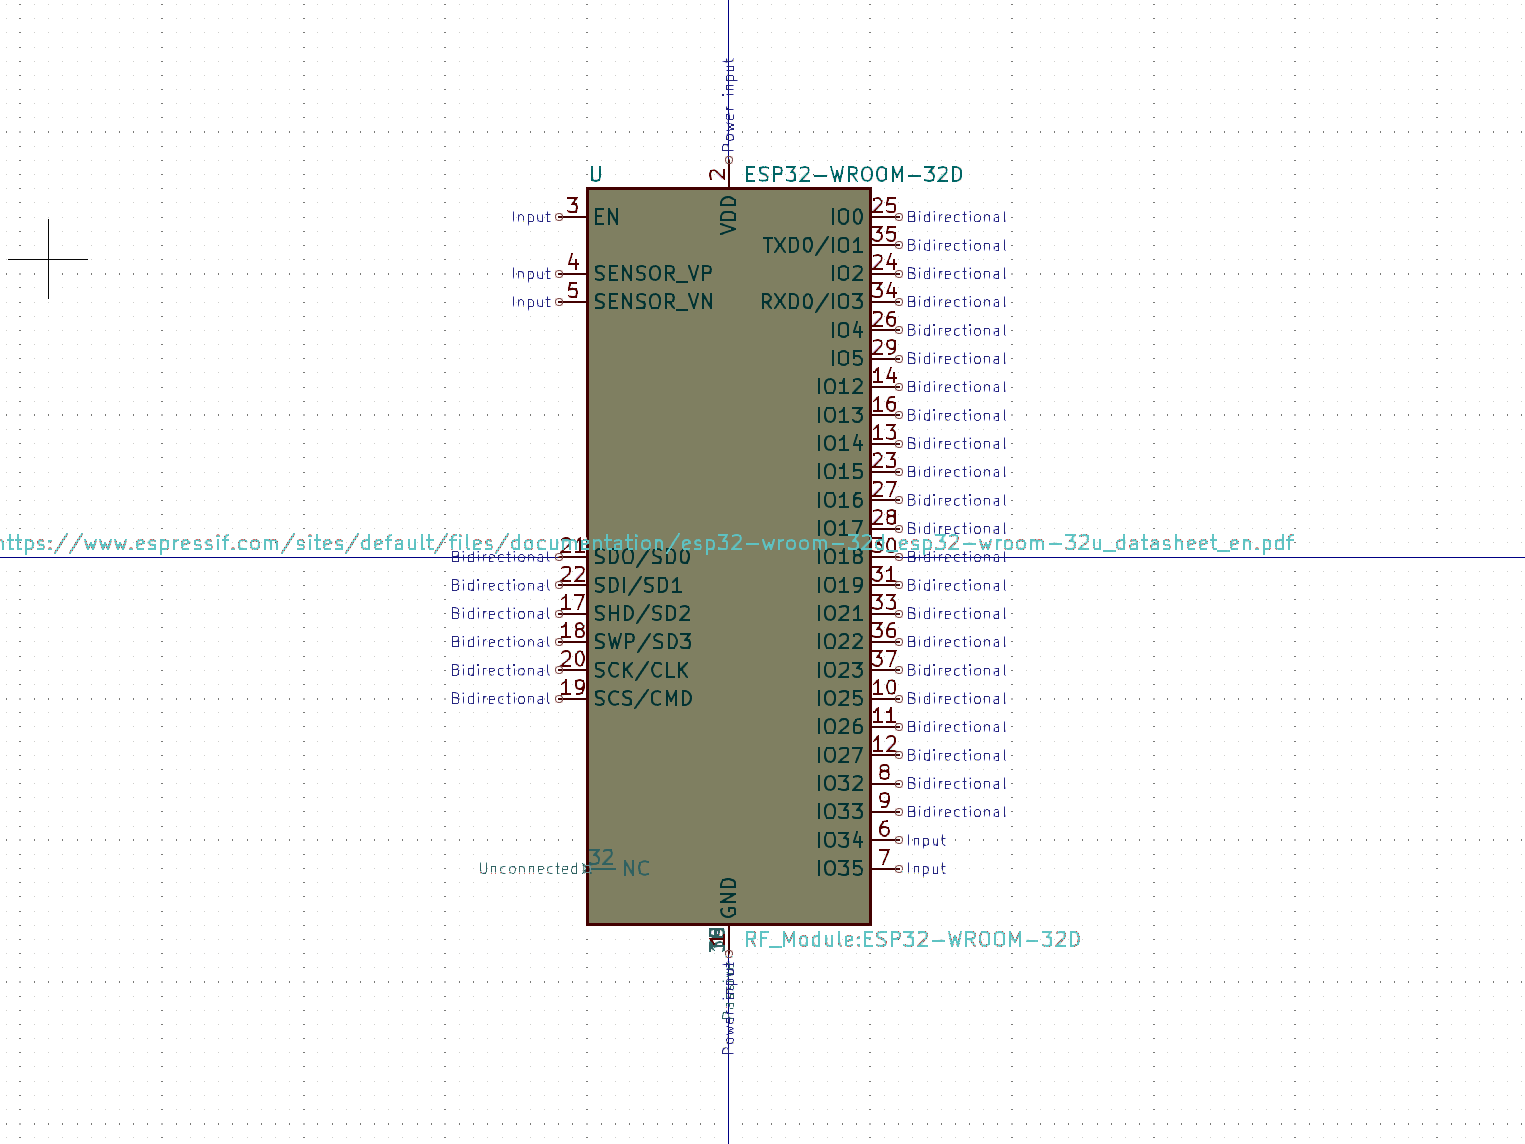 Power input
2
U ESP32-WROOM-32D
VDD
Input 3 EN IO0 25 Bidirectional
TXD0/IO1 35 Bidirectional
Input 4 SENSOR_VP IO2 24 Bidirectional
Input 5 SENSOR_VN RXD0/IO3 34 Bidirectional
IO4 26 Bidirectional
IO5 29 Bidirectional
IO12 14 Bidirectional
IO13 16 Bidirectional
IO14 13 Bidirectional
IO15 23 Bidirectional
IO16 27 Bidirectional
IO17 28 Bidirectional
https://www.espressif.com/sites/default/files/documentation/esp32-wroom-32d_esp32-wroom-32u_datasheet_en.pdf
Bidirectional 21 SDO/SD0 IO18 30 Bidirectional
Bidirectional 22 SDI/SD1 IO19 31 Bidirectional
Bidirectional 17 SHD/SD2 IO21 33 Bidirectional
Bidirectional 18 SWP/SD3 IO22 36 Bidirectional
Bidirectional 20 SCK/CLK IO23 37 Bidirectional
Bidirectional 19 SCS/CMD IO25 10 Bidirectional
IO26 11 Bidirectional
IO27 12 Bidirectional
IO32 8 Bidirectional
IO33 9 Bidirectional
IO34 6 Input
Unconnected 32 NC IO35 7 Input
GND
RF_Module:ESP32-WROOM-32D